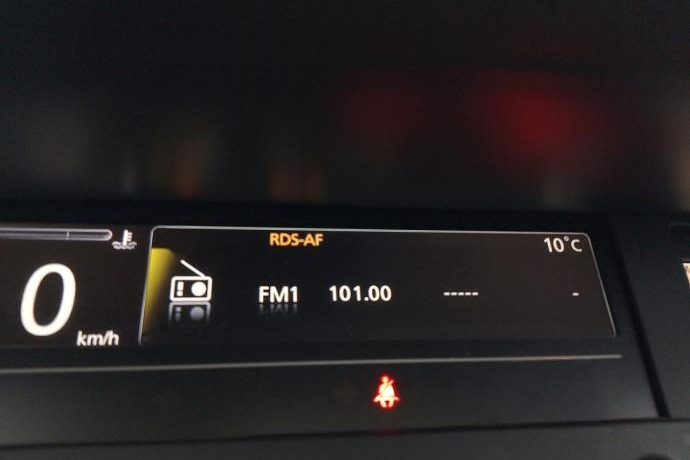 RDS-AF
10°C
FM1 101.00 ----- -
0
km/h